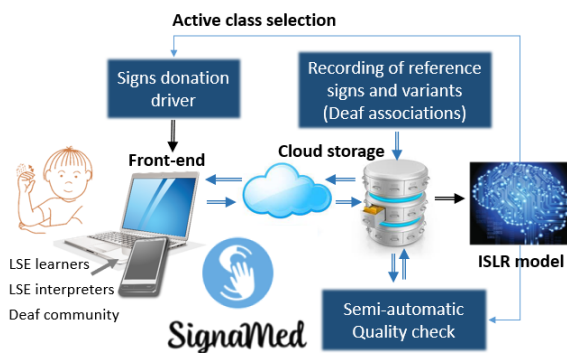 Active class selection
Signs donation
driver
Recording of reference
signs and variants
(Deaf associations)
Front-end
Cloud storage
LSE learners
LSE interpreters
Deaf community
SignaMed
ISLR model
Semi-automatic
Quality check